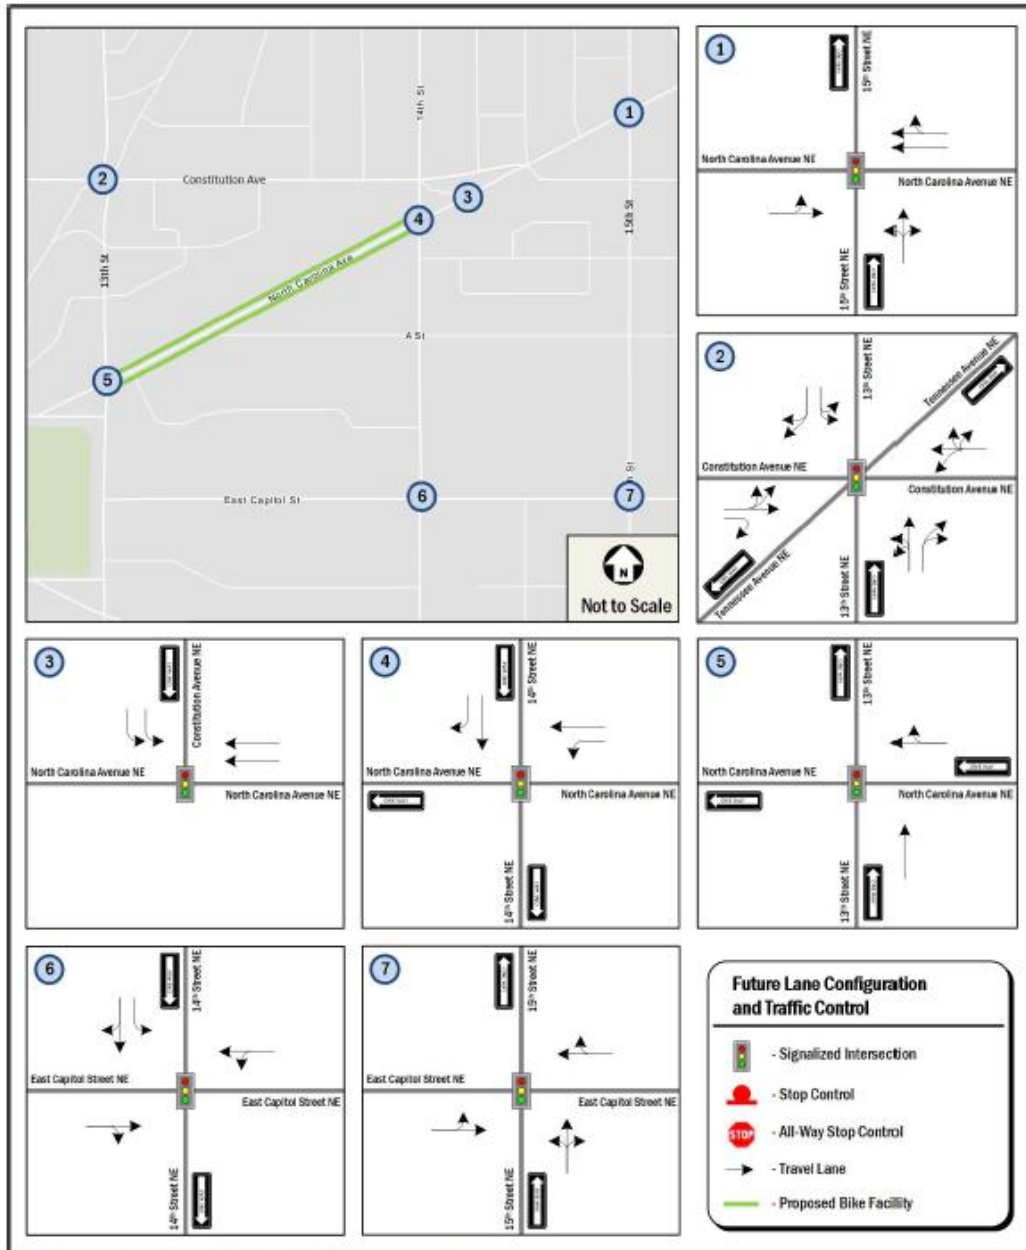 14th St
1
2
Constitution Ave
3
4
15th St
13th St
North Carolina Ave
A St
5
East Capitol St
6
7
N
Not to Scale
1
15th Street NE
North Carolina Avenue NE
North Carolina Avenue NE
15th Street NE
2
13th Street NE
Tennessee Avenue NE
Constitution Avenue NE
Constitution Avenue NE
Tennessee Avenue NE
13th Street NE
3
Constitution Avenue NE
North Carolina Avenue NE
North Carolina Avenue NE
4
14th Street NE
North Carolina Avenue NE
North Carolina Avenue NE
14th Street NE
5
13th Street NE
North Carolina Avenue NE
North Carolina Avenue NE
13th Street NE
6
14th Street NE
East Capitol Street NE
East Capitol Street NE
14th Street NE
7
15th Street NE
East Capitol Street NE
East Capitol Street NE
15th Street NE
Future Lane Configuration
and Traffic Control
- Signalized Intersection
- Stop Control
STOP - All-Way Stop Control
- Travel Lane
- Proposed Bike Facility